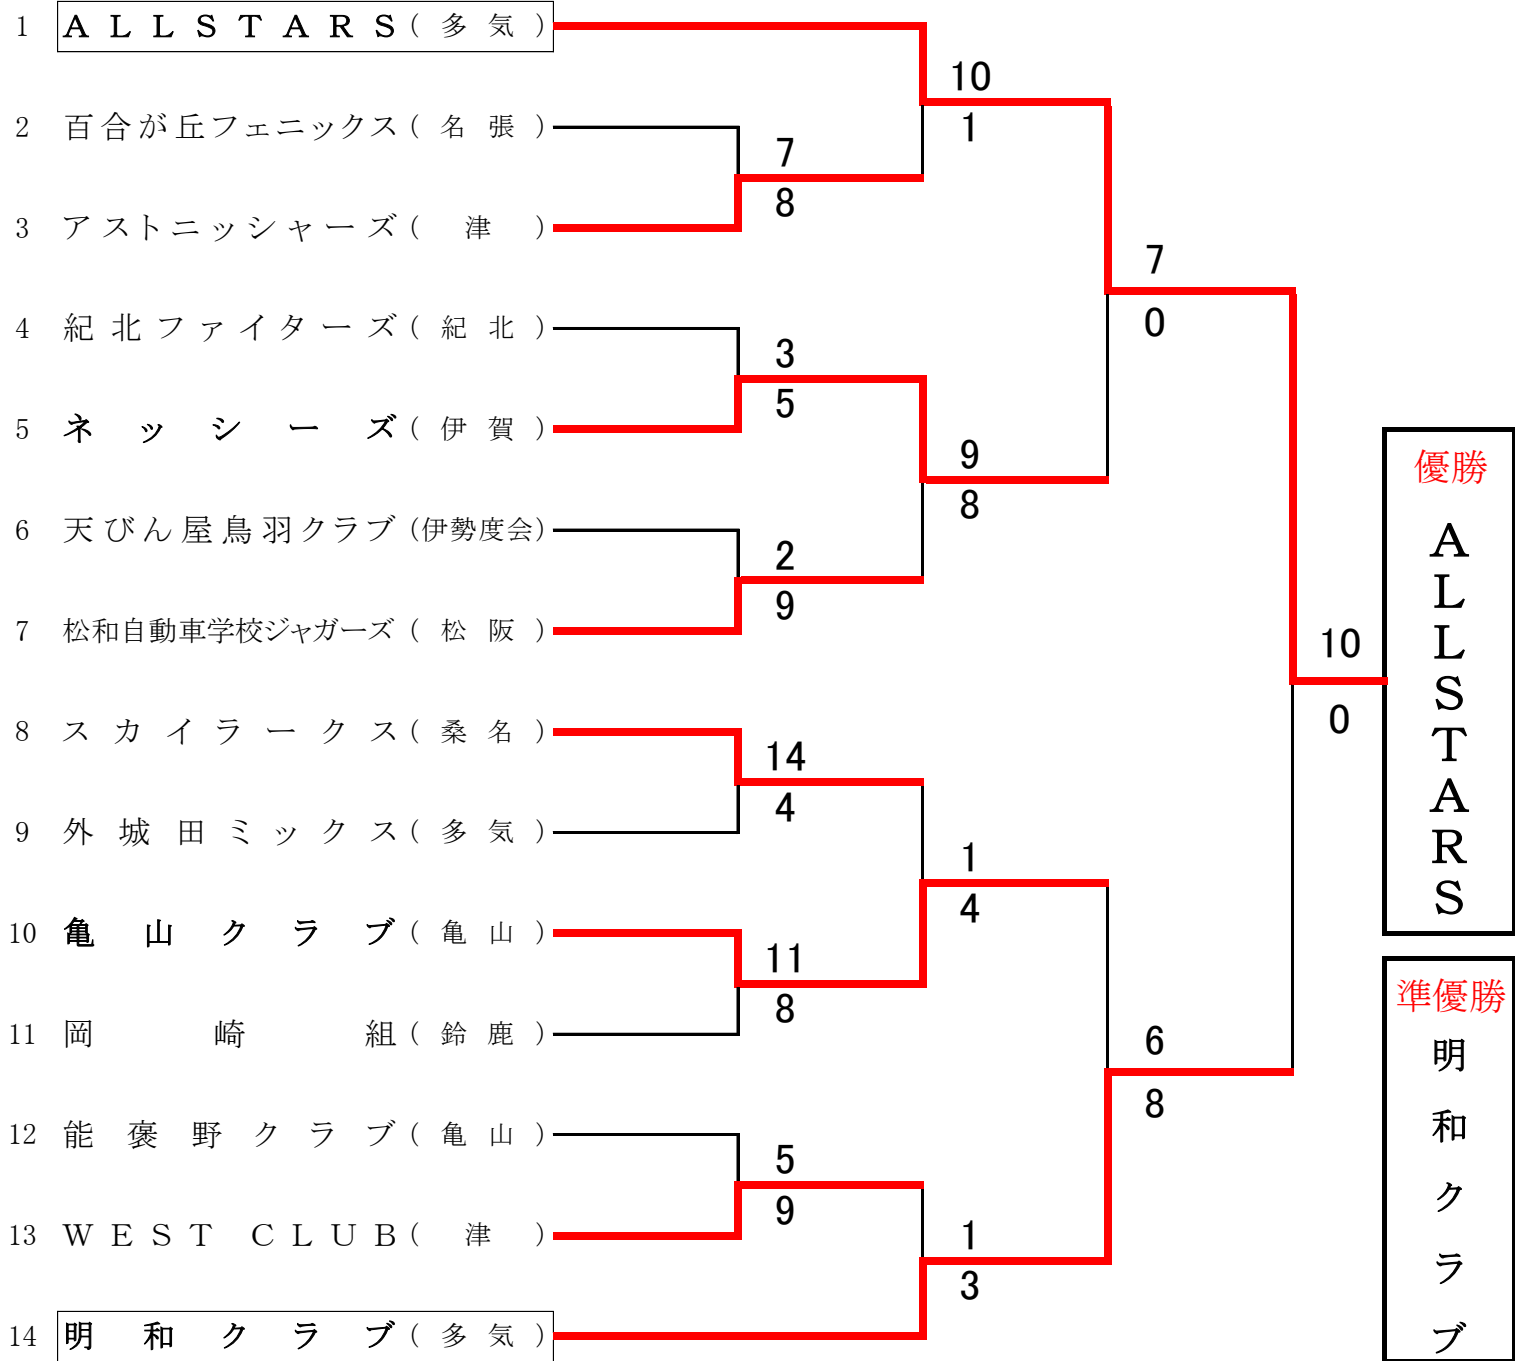 1 ALLSTARS(多気)
10
1
2 百合が丘フェニックス(名張)
7
8
3 アストニッシャーズ(津)
7
0
4 紀北ファイターズ(紀北)
3
5
5 ネッシーズ(伊賀)
9
8
6 天びん屋鳥羽クラブ(伊勢度会)
2
9
7 松和自動車学校ジャガーズ(松阪)
10
0
8 スカイラークス(桑名)
14
4
9 外城田ミックス(多気)
1
4
10 亀山クラブ(亀山)
11
8
11 岡崎組(鈴鹿)
6
8
12 能褒野クラブ(亀山)
5
9
13 WEST CLUB(津)
1
3
14 明和クラブ(多気)
優勝
ALLSTARS
準優勝
明和クラブ